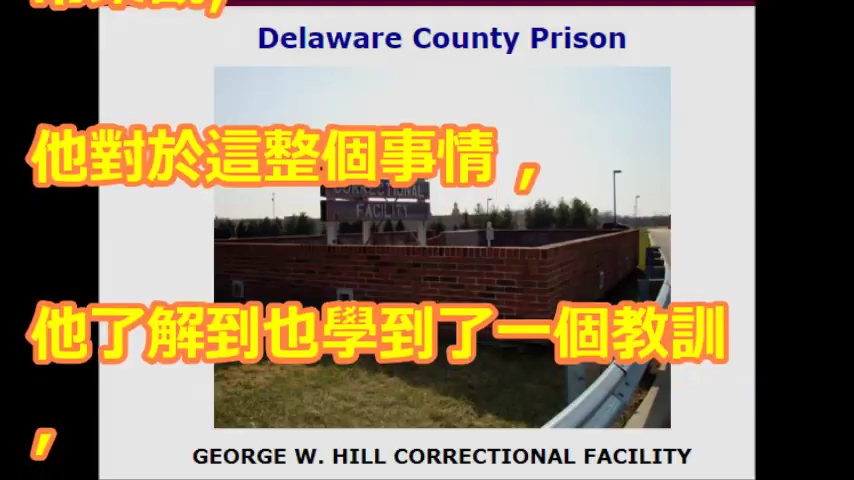 Delaware County Prison
他對於這整個事情，
CORRECTIONAL
FACILITY
他了解到也學到了一個教訓
，
GEORGE W. HILL CORRECTIONAL FACILITY